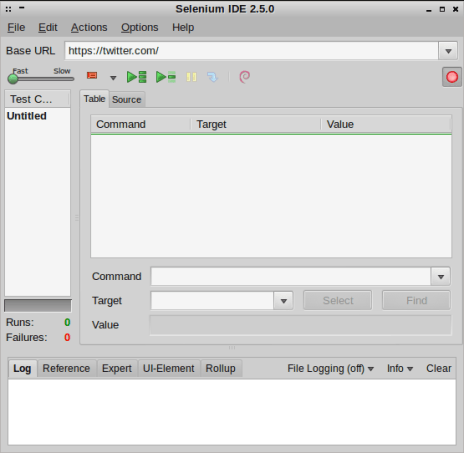 Selenium IDE 2.5.0
File Edit Actions Options Help
Base URL https://twitter.com/
Fast Slow
Test C... Table Source
Untitled
Command Target Value
Command
Target Select Find
Value
Runs: 0
Failures: 0
Log Reference Expert UI-Element Rollup File Logging (off) Info Clear